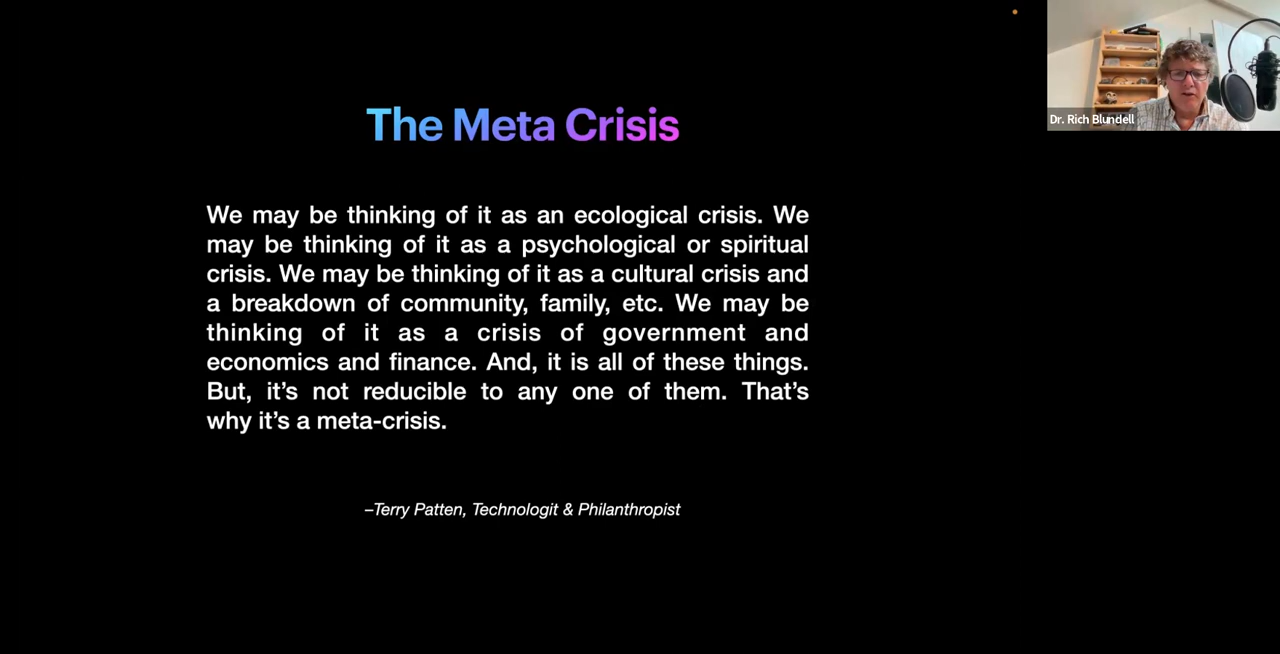 The Meta Crisis
Dr. Rich Blundell
We may be thinking of it as an ecological crisis. We
may be thinking of it as a psychological or spiritual
crisis. We may be thinking of it as a cultural crisis and
a breakdown of community, family, etc. We may be
thinking of it as a crisis of government and
economics and finance. And, it is all of these things.
But, it’s not reducible to any one of them. That’s
why it’s a meta-crisis.
–Terry Patten, Technologit & Philanthropist